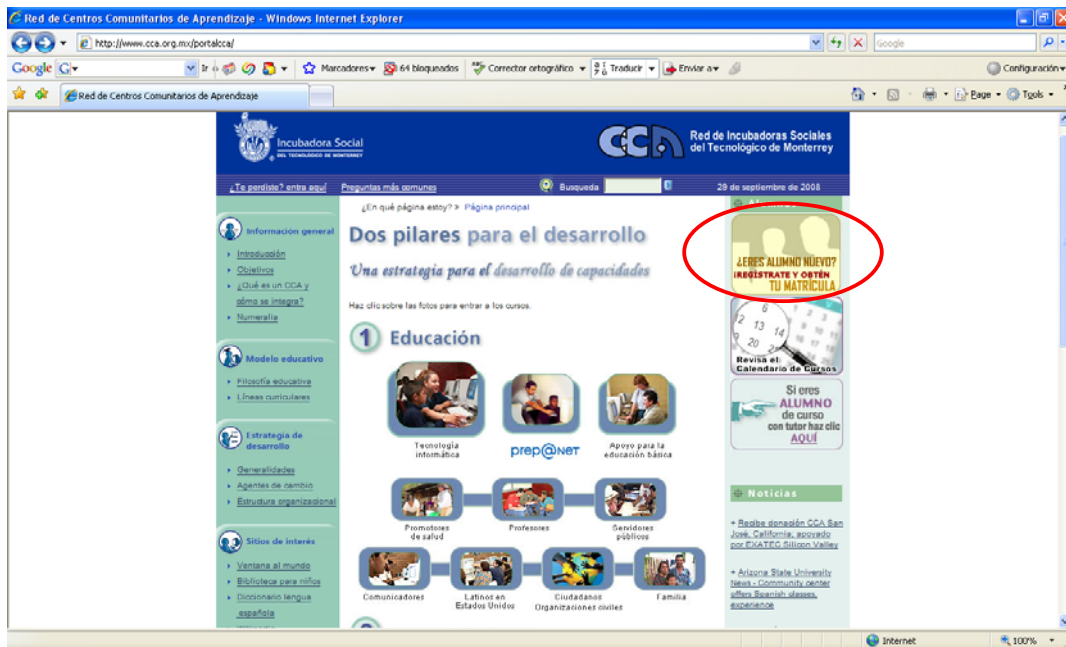 Red de Centros Comunitarios de Aprendizaje - Windows Internet Explorer
http://www.cca.org.mx/portalcca/
Google
Google
Ir
Marcadores
64 bloqueados
Corrector ortográfico
Traducir
Enviar a
Configuración
Red de Centros Comunitarios de Aprendizaje
Page
Tools
Incubadora Social
DEL TECNOLÓGICO DE MONTERREY
CCA
Red de Incubadoras Sociales
del Tecnológico de Monterrey
¿Te perdiste? entra aquí
Preguntas más comunes
Busqueda
29 de septiembre de 2008
¿En qué página estoy? » Página principal
Información general
Introducción
Objetivos
¿Qué es un CCA y
cómo se integra?
Numeralia
Modelo educativo
Filosofía educativa
Líneas curriculares
Estrategia de
desarrollo
Generalidades
Agentes de cambio
Estructura organizacional
Sitios de interés
Ventana al mundo
Biblioteca para niños
Diccionario lengua
española
Dos pilares para el desarrollo
Una estrategia para el desarrollo de capacidades
Haz clic sobre las fotos para entrar a los cursos.
1 Educación
Tecnología
informática
prep@NET
Apoyo para la
educación básica
Promotores
de salud
Profesores
Servidores
públicos
Comunicadores
Latinos en
Estados Unidos
Ciudadanos
Organizaciones civiles
Familia
¿ERES ALUMNO NUEVO?
¡REGÍSTRATE Y OBTÉN
TU MATRÍCULA
Revisa el
Calendario de Cursos
Si eres
ALUMNO
de curso
con tutor haz clic
AQUÍ
Noticias
+ Recibe donación CCA San
José, California, apoyado
por EXATEC Silicon Valley
+ Arizona State University
News - Community center
offers Spanish classes,
experience
Internet
100%